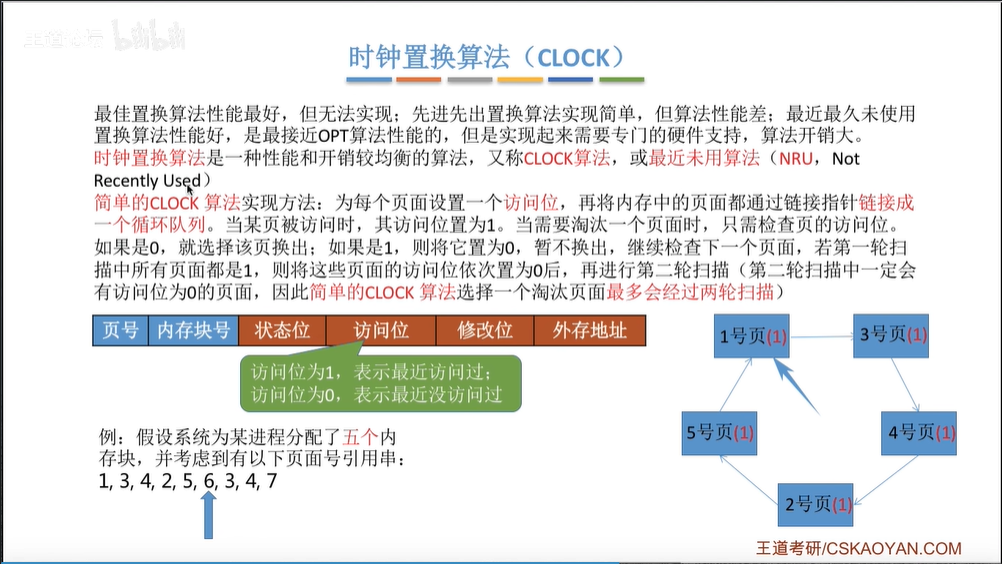 王道考研 bilibili
时钟置换算法（CLOCK）
最佳置换算法性能最好，但无法实现；先进先出置换算法实现简单，但算法性能差；最近最久未使用
置换算法性能好，是最接近OPT算法性能的，但是实现起来需要专门的硬件支持，算法开销大。
时钟置换算法是一种性能和开销较均衡的算法，又称CLOCK算法，或最近未用算法（NRU，Not
Recently Used）
简单的CLOCK 算法实现方法：为每个页面设置一个访问位，再将内存中的页面都通过链接指针链接成
一个循环队列。当某页被访问时，其访问位置为1。当需要淘汰一个页面时，只需检查页的访问位。
如果是0，就选择该页换出；如果是1，则将它置为0，暂不换出，继续检查下一个页面，若第一轮扫
描中所有页面都是1，则将这些页面的访问位依次置为0后，再进行第二轮扫描（第二轮扫描中一定会
有访问位为0的页面，因此简单的CLOCK 算法选择一个淘汰页面最多会经过两轮扫描）
页号 内存块号 状态位 访问位 修改位 外存地址
访问位为1，表示最近访问过；
访问位为0，表示最近没访问过
例：假设系统为某进程分配了五个内
存块，并考虑到有以下页面号引用串：
1, 3, 4, 2, 5, 6, 3, 4, 7
1号页(1)
3号页(1)
5号页(1)
4号页(1)
2号页(1)
王道考研/CSKAOYAN.COM